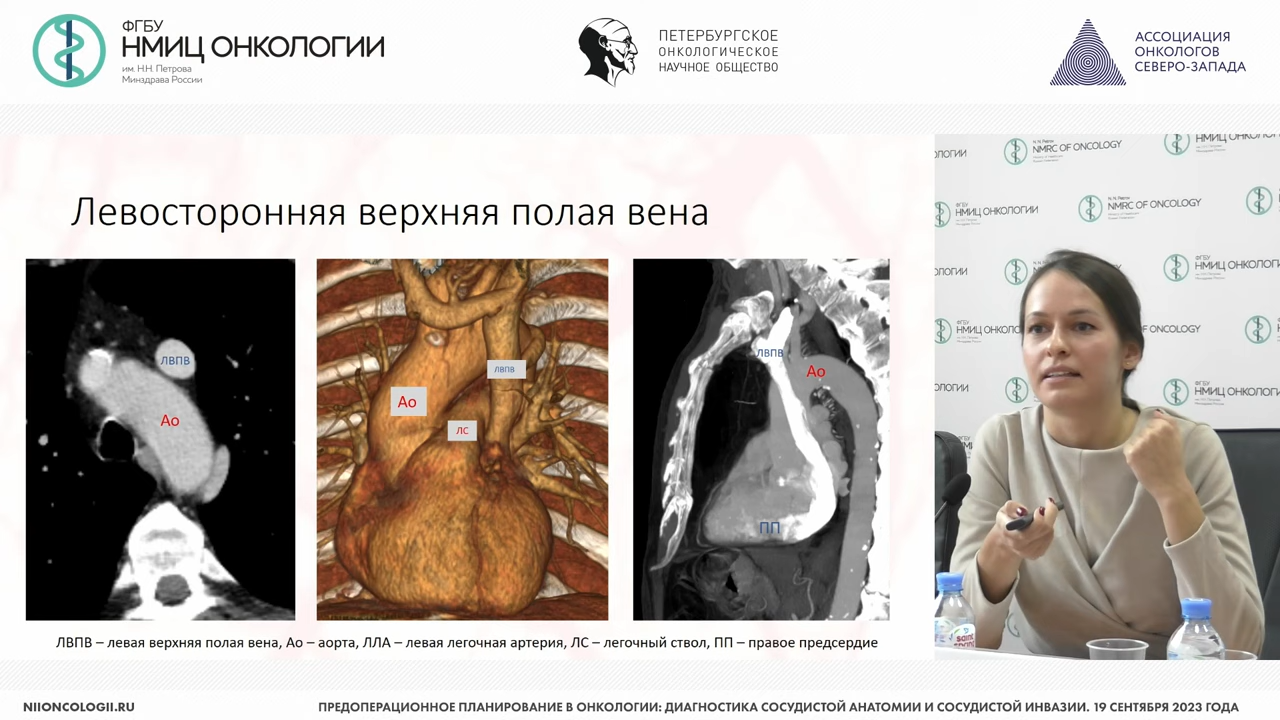 ФГБУ
НМИЦ ОНКОЛОГИИ
им. Н.Н. Петрова
Минздрава России
ПЕТЕРБУРГСКОЕ
ОНКОЛОГИЧЕСКОЕ
НАУЧНОЕ ОБЩЕСТВО
АССОЦИАЦИЯ
ОНКОЛОГОВ
СЕВЕРО-ЗАПАДА
Левосторонняя верхняя полая вена
ЛВПВ
Ао
ЛВПВ
Ао
ЛС
ЛВПВ
Ао
ПП
ЛВПВ – левая верхняя полая вена, Ао – аорта, ЛЛА – левая легочная артерия, ЛС – легочный ствол, ПП – правое предсердие
NMRC OF ONCOLOGY
НМИЦ ОНКОЛОГИИ
NMRC OF ONCOLOGY
NIIONCOLOGII.RU
ПРЕДОПЕРАЦИОННОЕ ПЛАНИРОВАНИЕ В ОНКОЛОГИИ: ДИАГНОСТИКА СОСУДИСТОЙ АНАТОМИИ И СОСУДИСТОЙ ИНВАЗИИ. 19 СЕНТЯБРЯ 2023 ГОДА